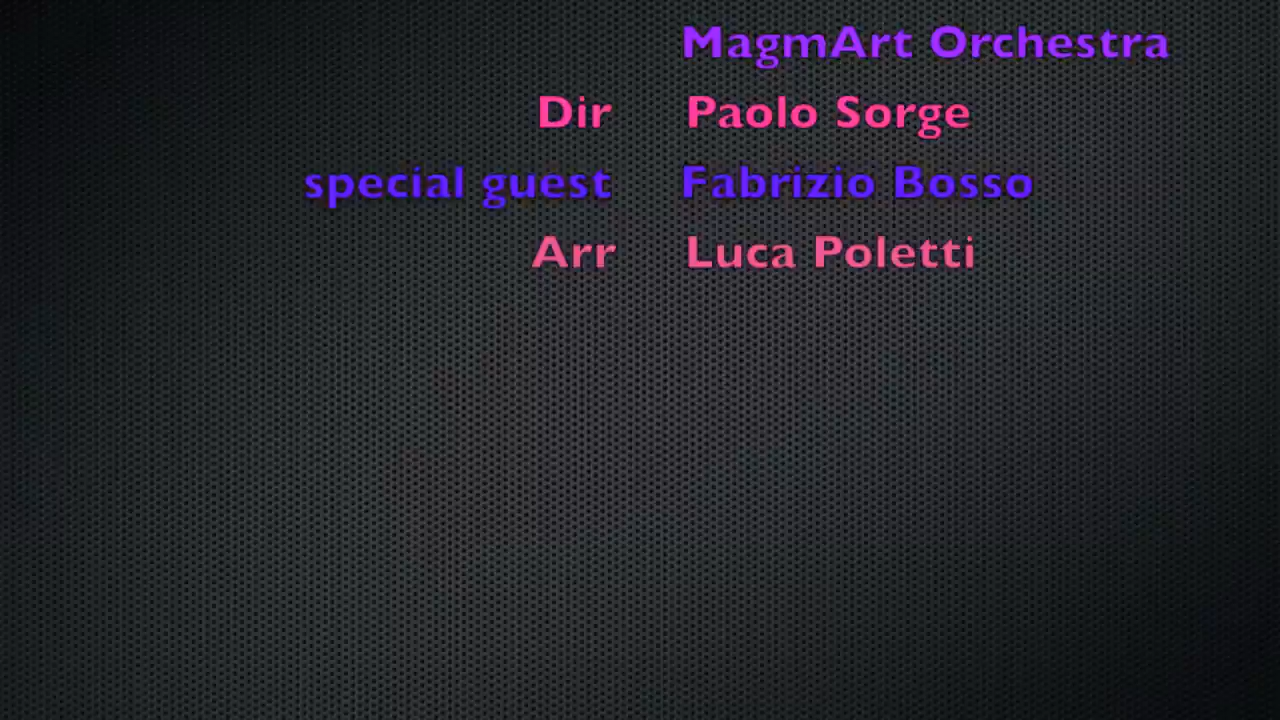 MagmArt Orchestra
Dir Paolo Sorge
special guest Fabrizio Bosso
Arr Luca Poletti